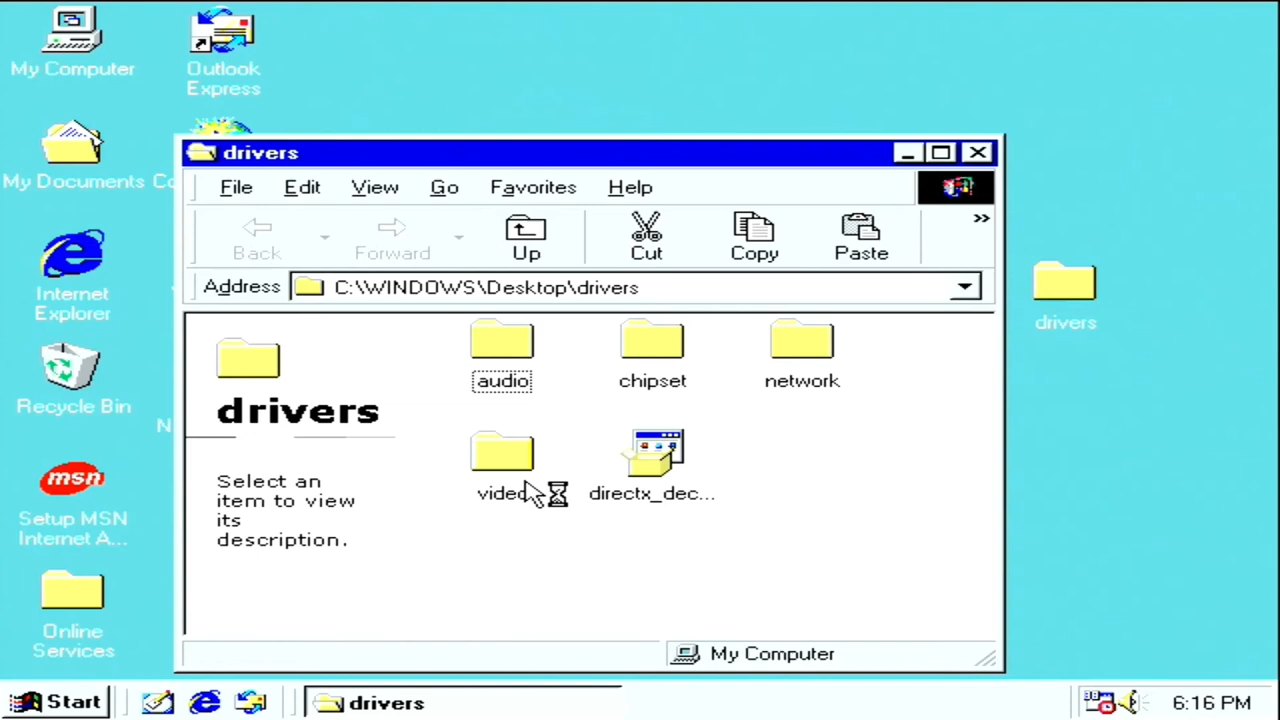 My Computer
Outlook
Express
My Documents
Co
Internet
Explorer
Recycle Bin
N
msn
Setup MSN
Internet A...
Online
Services
drivers
drivers
File Edit View Go Favorites Help
Back Forward Up Cut Copy Paste
Address C:\WINDOWS\Desktop\drivers
drivers
Select an
item to view
its
description.
audio chipset network
video directx_dec...
My Computer
Start drivers 6:16 PM